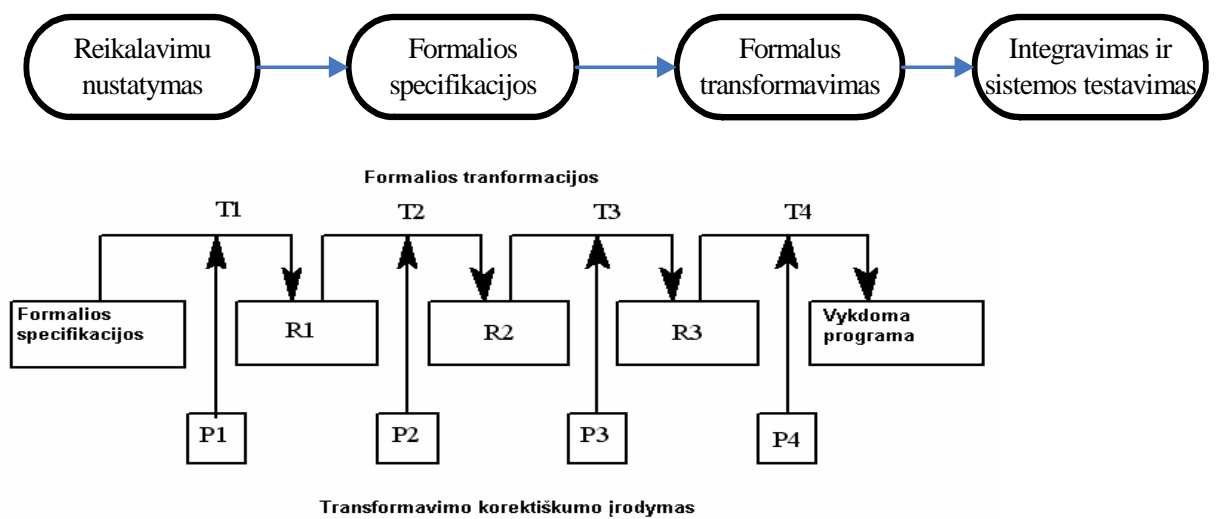 Reikalavimu
nustatymas
Formalios
specifikacijos
Formalus
transformavimas
Integravimas ir
sistemos testavimas
Formalios tranformacijos
T1
T2
T3
T4
Formalios
specifikacijos
R1
R2
R3
Vykdoma
programa
P1
P2
P3
P4
Transformavimo korektiškumo įrodymas